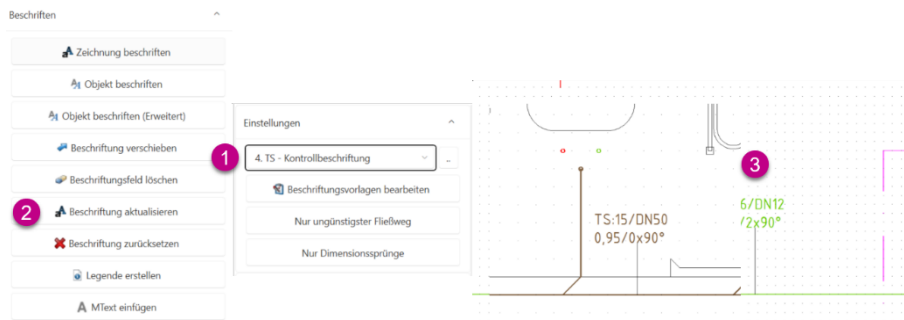 Beschriften
Zeichnung beschriften
Objekt beschriften
Objekt beschriften (Erweitert)
Beschriftung verschieben
Beschriftungsfeld löschen
2
Beschriftung aktualisieren
Beschriftung zurücksetzen
Legende erstellen
MText einfügen
Einstellungen
1
4. TS - Kontrollbeschriftung
..
Beschriftungsvorlagen bearbeiten
Nur ungünstigster Fließweg
Nur Dimensionssprünge
3
TS:15/DN50
0,95/0x90°
6/DN12
/2x90°